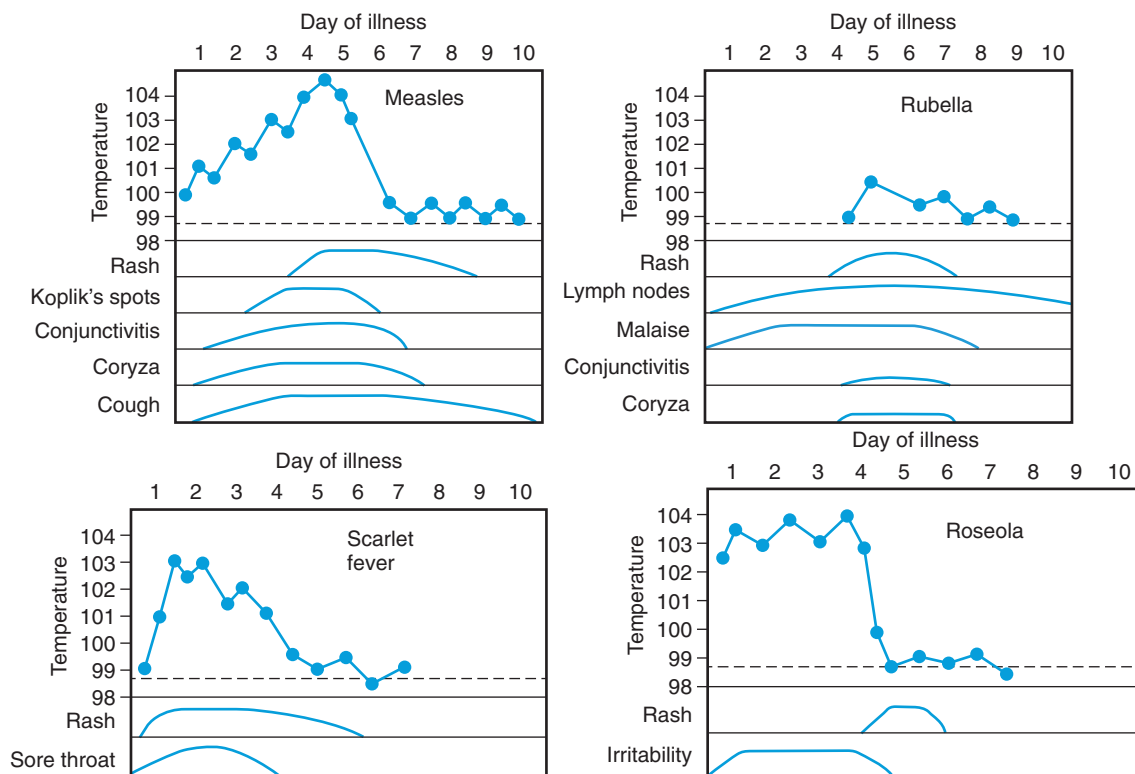 Day of illness
1 2 3 4 5 6 7 8 9 10
Temperature
104
103
102
101
100
99
98
Measles
Rash
Koplik's spots
Conjunctivitis
Coryza
Cough
Day of illness
1 2 3 4 5 6 7 8 9 10
Temperature
104
103
102
101
100
99
98
Rubella
Rash
Lymph nodes
Malaise
Conjunctivitis
Coryza
Day of illness
1 2 3 4 5 6 7 8 9 10
Temperature
104
103
102
101
100
99
98
Scarlet
fever
Rash
Sore throat
Day of illness
1 2 3 4 5 6 7 8 9 10
Temperature
104
103
102
101
100
99
98
Roseola
Rash
Irritability